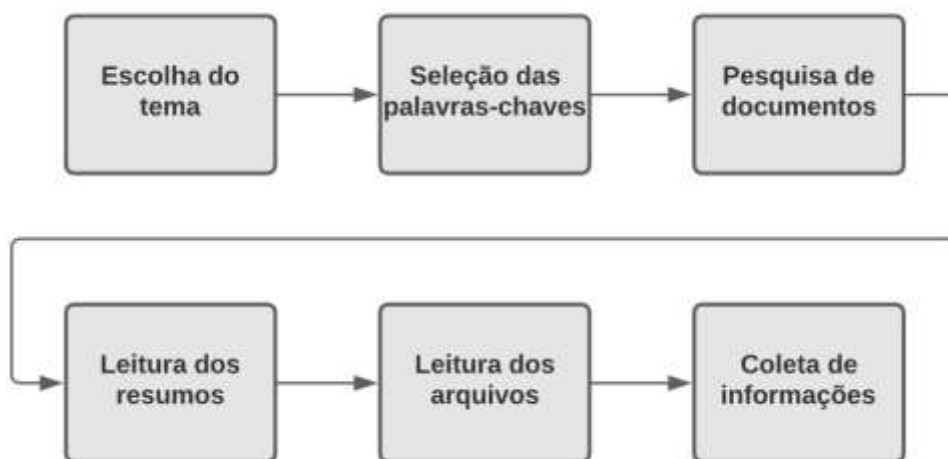 Escolha do
tema
Seleção das
palavras-chaves
Pesquisa de
documentos
Leitura dos
resumos
Leitura dos
arquivos
Coleta de
informações